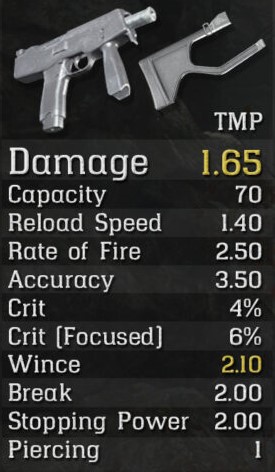 TMP
Damage 1.65
Capacity 70
Reload Speed 1.40
Rate of Fire 2.50
Accuracy 3.50
Crit 4%
Crit (Focused) 6%
Wince 2.10
Break 2.00
Stopping Power 2.00
Piercing 1